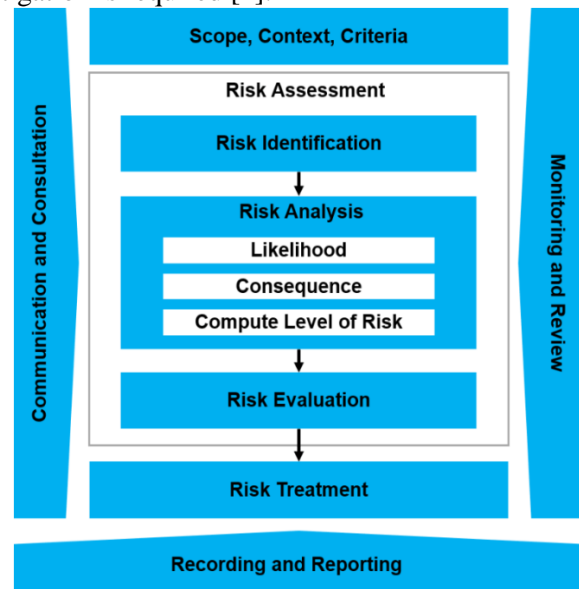 Scope, Context, Criteria
Risk Assessment
Risk Identification
Risk Analysis
Likelihood
Consequence
Compute Level of Risk
Risk Evaluation
Risk Treatment
Communication and Consultation
Monitoring and Review
Recording and Reporting